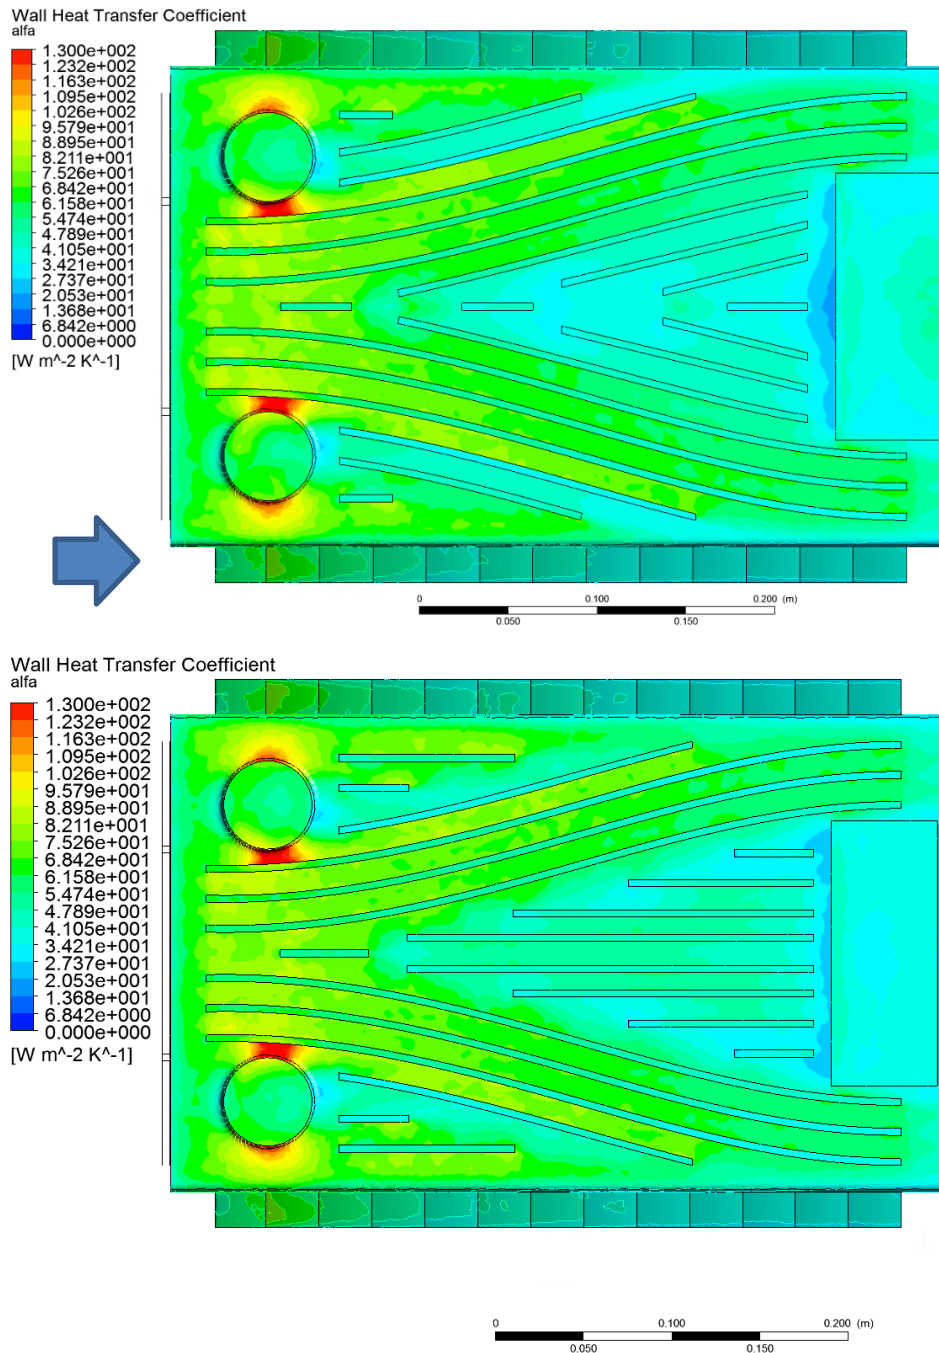 Wall Heat Transfer Coefficient
alfa
1.300e+002
1.232e+002
1.163e+002
1.095e+002
1.026e+002
9.579e+001
8.895e+001
8.211e+001
7.526e+001
6.842e+001
6.158e+001
5.474e+001
4.789e+001
4.105e+001
3.421e+001
2.737e+001
2.053e+001
1.368e+001
6.842e+000
0.000e+000
[W m^-2 K^-1]
0 0.100 0.200 (m)
0.050 0.150
Wall Heat Transfer Coefficient
alfa
1.300e+002
1.232e+002
1.163e+002
1.095e+002
1.026e+002
9.579e+001
8.895e+001
8.211e+001
7.526e+001
6.842e+001
6.158e+001
5.474e+001
4.789e+001
4.105e+001
3.421e+001
2.737e+001
2.053e+001
1.368e+001
6.842e+000
0.000e+000
[W m^-2 K^-1]
0 0.100 0.200 (m)
0.050 0.150